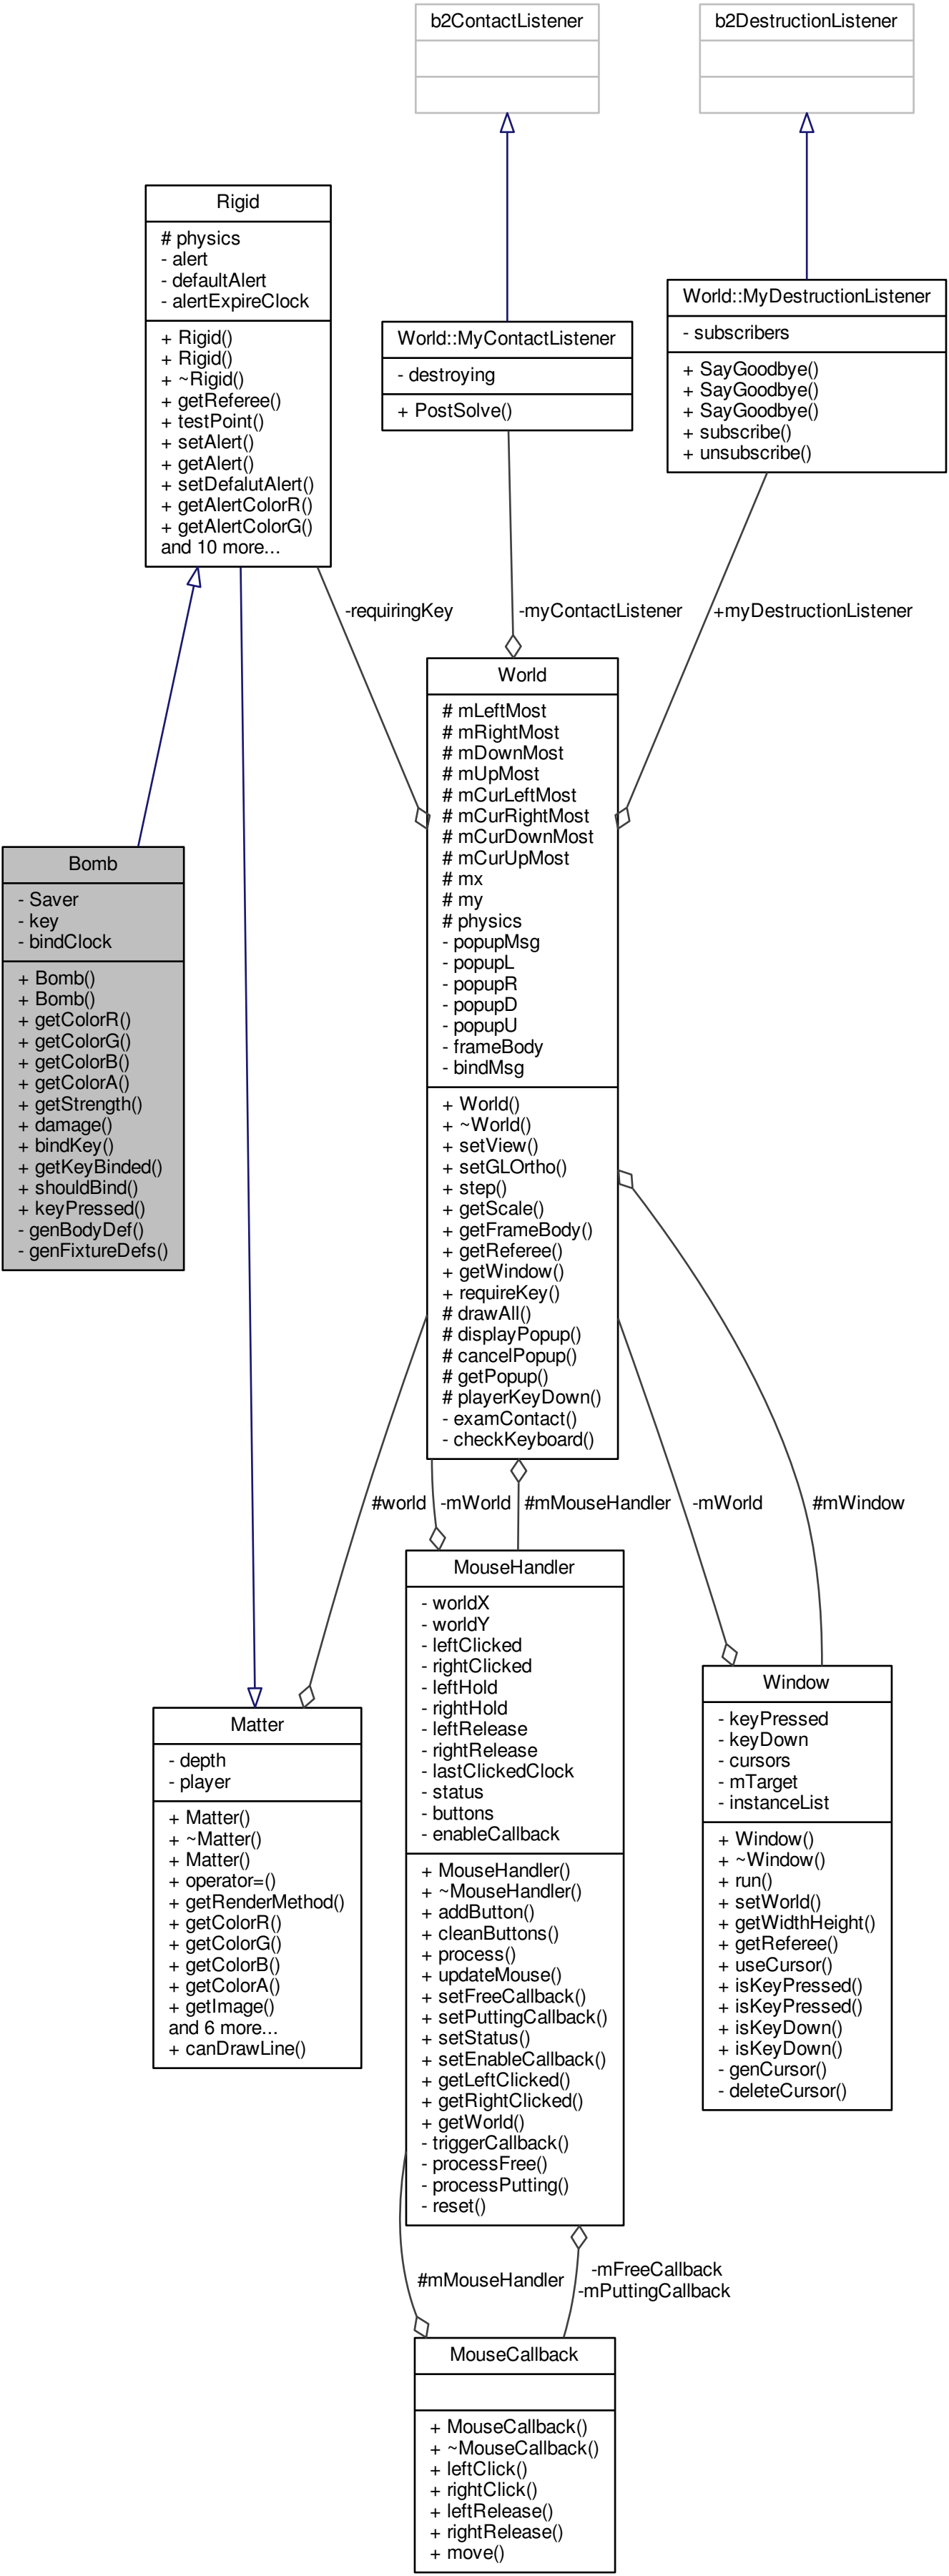 b2ContactListener
b2DestructionListener
Rigid
# physics
- alert
- defaultAlert
- alertExpireClock
+ Rigid()
+ Rigid()
+ ~Rigid()
+ getReferee()
+ testPoint()
+ setAlert()
+ getAlert()
+ setDefalutAlert()
+ getAlertColorR()
+ getAlertColorG()
and 10 more...
World::MyContactListener
- destroying
+ PostSolve()
World::MyDestructionListener
- subscribers
+ SayGoodbye()
+ SayGoodbye()
+ SayGoodbye()
+ subscribe()
+ unsubscribe()
-requiringKey
-myContactListener
+myDestructionListener
World
# mLeftMost
# mRightMost
# mDownMost
# mUpMost
# mCurLeftMost
# mCurRightMost
# mCurDownMost
# mCurUpMost
# mx
# my
# physics
- popupMsg
- popupL
- popupR
- popupD
- popupU
- frameBody
- bindMsg
+ World()
+ ~World()
+ setView()
+ setGLOrtho()
+ step()
+ getScale()
+ getFrameBody()
+ getReferee()
+ getWindow()
+ requireKey()
# drawAll()
# displayPopup()
# cancelPopup()
# getPopup()
# playerKeyDown()
- examContact()
- checkKeyboard()
Bomb
- Saver
- key
- bindClock
+ Bomb()
+ Bomb()
+ getColorR()
+ getColorG()
+ getColorB()
+ getColorA()
+ getStrength()
+ damage()
+ bindKey()
+ getKeyBinded()
+ shouldBind()
+ keyPressed()
- genBodyDef()
- genFixtureDefs()
#world
-mWorld
#mMouseHandler
-mWorld
#mWindow
MouseHandler
- worldX
- worldY
- leftClicked
- rightClicked
- leftHold
- rightHold
- leftRelease
- rightRelease
- lastClickedClock
- status
- buttons
- enableCallback
+ MouseHandler()
+ ~MouseHandler()
+ addButton()
+ cleanButtons()
+ process()
+ updateMouse()
+ setFreeCallback()
+ setPuttingCallback()
+ setStatus()
+ setEnableCallback()
+ getLeftClicked()
+ getRightClicked()
+ getWorld()
- triggerCallback()
- processFree()
- processPutting()
- reset()
Window
- keyPressed
- keyDown
- cursors
- mTarget
- instanceList
+ Window()
+ ~Window()
+ run()
+ setWorld()
+ getWidthHeight()
+ getReferee()
+ useCursor()
+ isKeyPressed()
+ isKeyPressed()
+ isKeyDown()
+ isKeyDown()
- genCursor()
- deleteCursor()
Matter
- depth
- player
+ Matter()
+ ~Matter()
+ Matter()
+ operator=()
+ getRenderMethod()
+ getColorR()
+ getColorG()
+ getColorB()
+ getColorA()
+ getImage()
and 6 more...
+ canDrawLine()
#mMouseHandler
-mFreeCallback
-mPuttingCallback
MouseCallback
+ MouseCallback()
+ ~MouseCallback()
+ leftClick()
+ rightClick()
+ leftRelease()
+ rightRelease()
+ move()